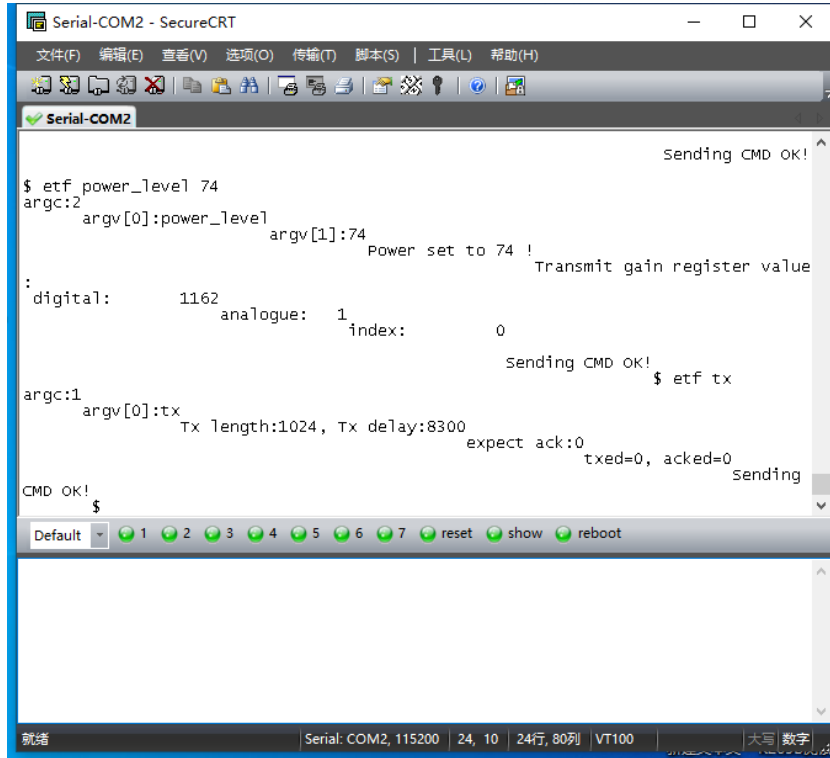 Serial-COM2 - SecureCRT
文件(F) 编辑(E) 查看(V) 选项(O) 传输(T) 脚本(S) | 工具(L) 帮助(H)
Serial-COM2
Sending CMD OK!
$ etf power_level 74
argc:2
argv[0]:power_level
argv[1]:74
Power set to 74 !
Transmit gain register value
:
digital: 1162
analogue: 1
index: 0
Sending CMD OK!
$ etf tx
argc:1
argv[0]:tx
Tx length:1024, Tx delay:8300
expect ack:0
txed=0, acked=0
Sending
CMD OK!
$
Default 1 2 3 4 5 6 7 reset show reboot
就绪 Serial: COM2, 115200 24, 10 24行, 80列 VT100 大写 数字